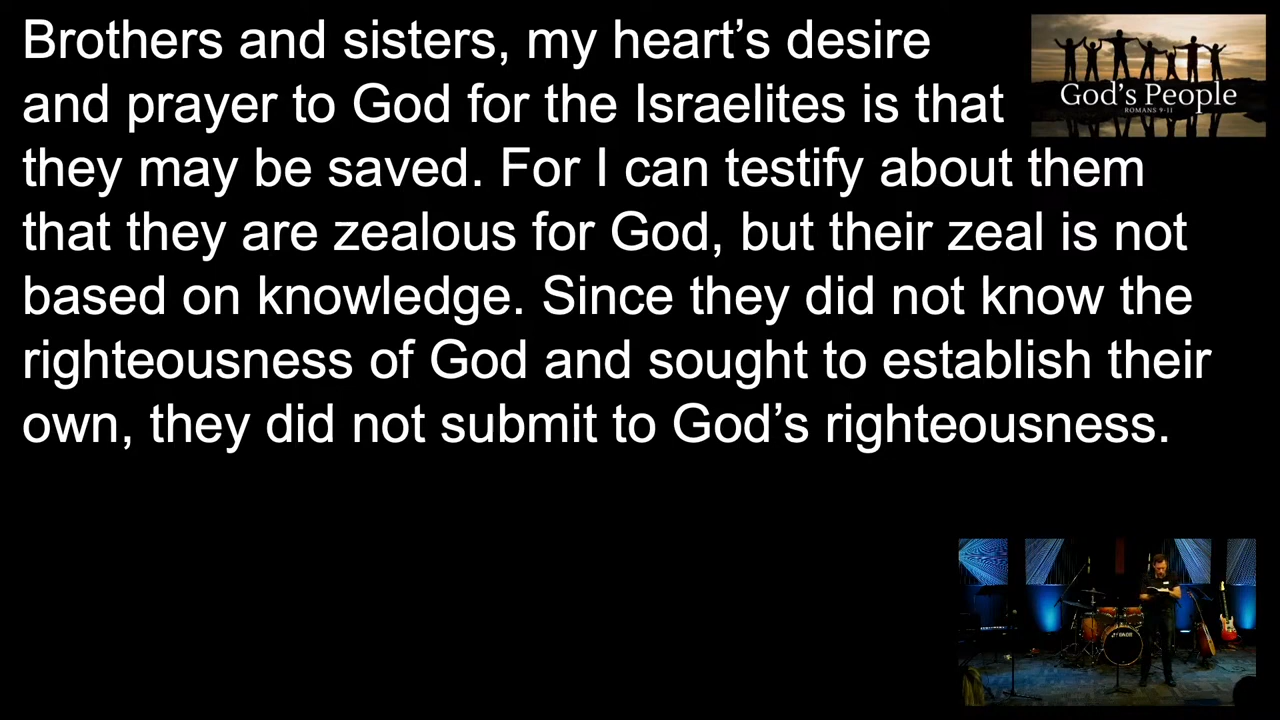 Brothers and sisters, my heart’s desire
and prayer to God for the Israelites is that
they may be saved. For I can testify about them
that they are zealous for God, but their zeal is not
based on knowledge. Since they did not know the
righteousness of God and sought to establish their
own, they did not submit to God’s righteousness.
God’s People
ROMANS 9-11